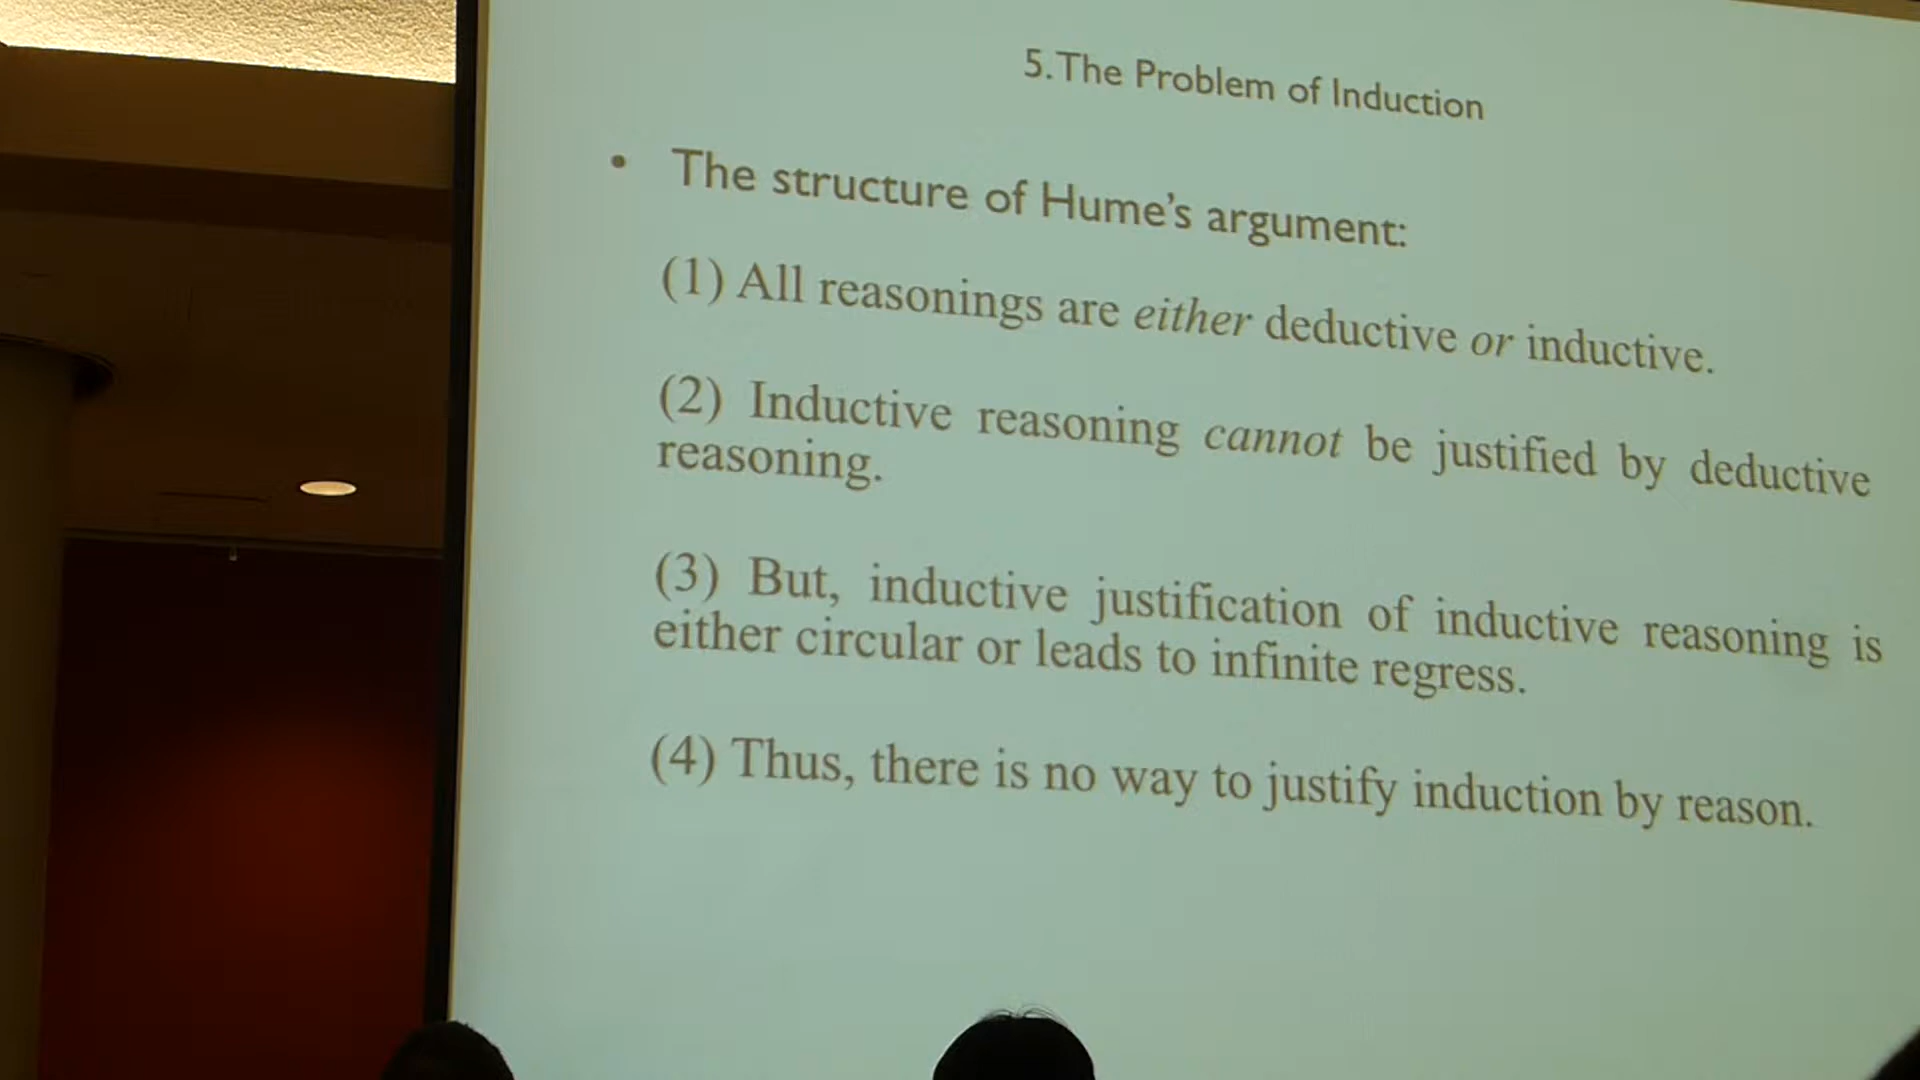 5. The Problem of Induction
• The structure of Hume's argument:
(1) All reasonings are either deductive or inductive.
(2) Inductive reasoning cannot be justified by deductive
reasoning.
(3) But, inductive justification of inductive reasoning is
either circular or leads to infinite regress.
(4) Thus, there is no way to justify induction by reason.